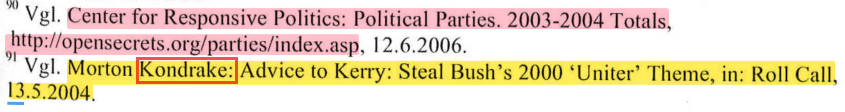 90 Vgl. Center for Responsive Politics: Political Parties. 2003-2004 Totals,
http://opensecrets.org/parties/index.asp, 12.6.2006.
91 Vgl. Morton Kondrake: Advice to Kerry: Steal Bush's 2000 ‘Uniter’ Theme, in: Roll Call,
13.5.2004.